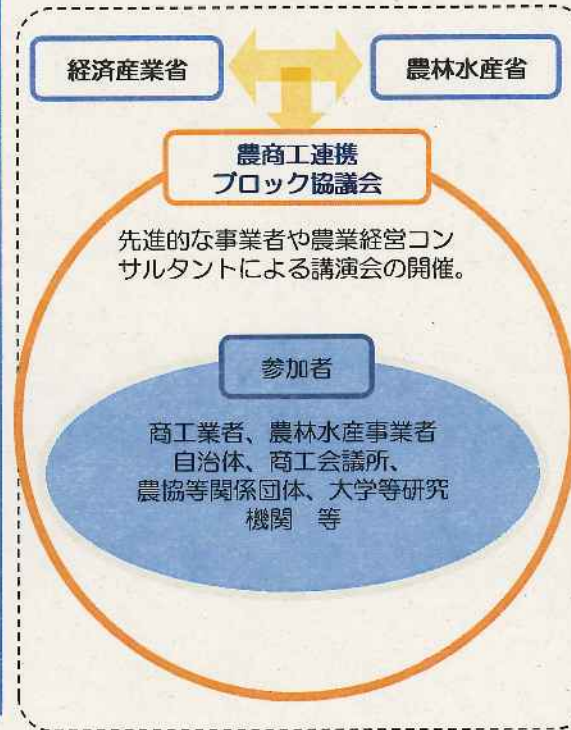 経済産業省
農林水産省
農商工連携
ブロック協議会
先進的な事業者や農業経営コン
サルタントによる講演会の開催。
参加者
商工業者、農林水産事業者
自治体、商工会議所、
農協等関係団体、大学等研究
機関　等